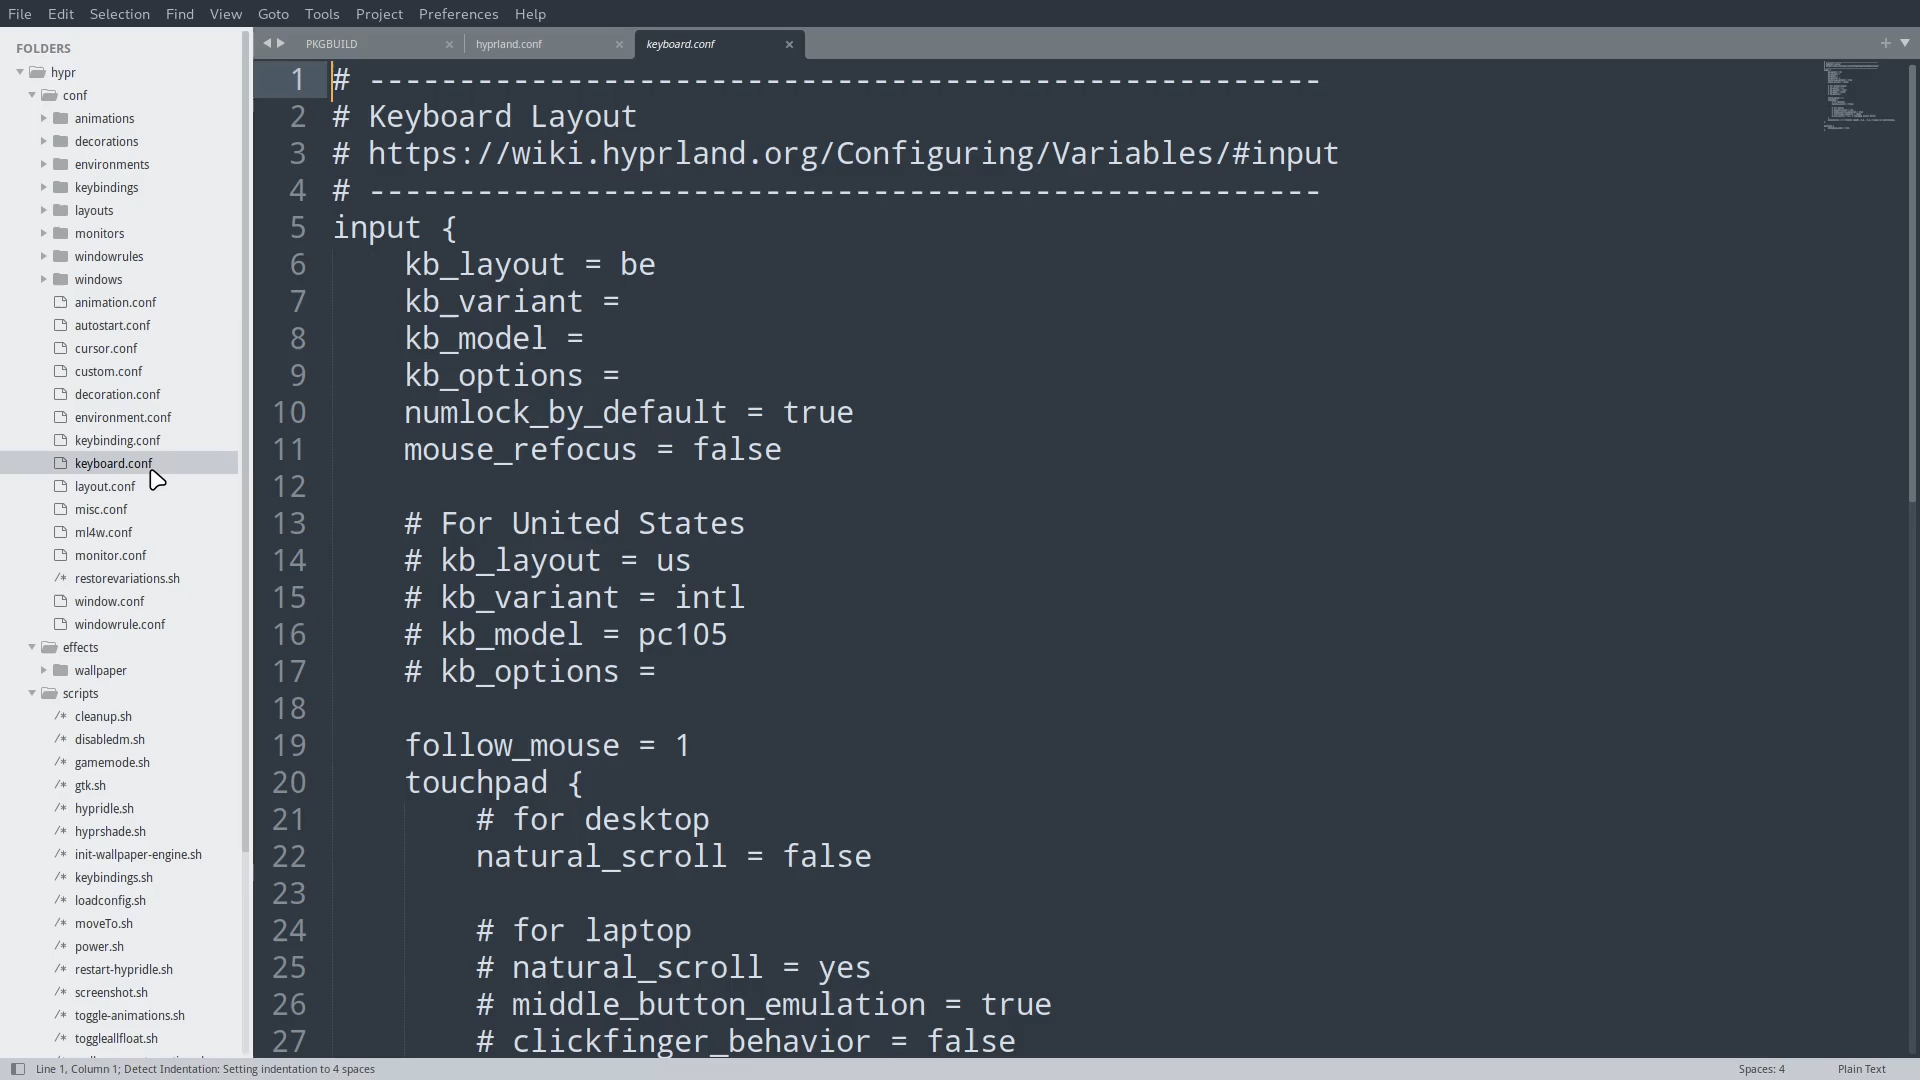 File Edit Selection Find View Goto Tools Project Preferences Help
FOLDERS
hypr
conf
animations
decorations
environments
keybindings
layouts
monitors
windowrules
windows
animation.conf
autostart.conf
cursor.conf
custom.conf
decoration.conf
environment.conf
keybinding.conf
keyboard.conf
layout.conf
misc.conf
ml4w.conf
monitor.conf
/* restorevariations.sh
window.conf
windowrule.conf
effects
wallpaper
scripts
/* cleanup.sh
/* disabledm.sh
/* gamemode.sh
/* gtk.sh
/* hypridle.sh
/* hyprshade.sh
/* init-wallpaper-engine.sh
/* keybindings.sh
/* loadconfig.sh
/* moveTo.sh
/* power.sh
/* restart-hypridle.sh
/* screenshot.sh
/* toggle-animations.sh
/* toggleallfloat.sh
PKGBUILD × hyprland.conf × keyboard.conf ×
1 # -----------------------------------------------------
2 # Keyboard Layout
3 # https://wiki.hyprland.org/Configuring/Variables/#input
4 # -----------------------------------------------------
5 input {
6     kb_layout = be
7     kb_variant =
8     kb_model =
9     kb_options =
10     numlock_by_default = true
11     mouse_refocus = false
12
13     # For United States
14     # kb_layout = us
15     # kb_variant = intl
16     # kb_model = pc105
17     # kb_options =
18
19     follow_mouse = 1
20     touchpad {
21         # for desktop
22         natural_scroll = false
23
24         # for laptop
25         # natural_scroll = yes
26         # middle_button_emulation = true
27         # clickfinger_behavior = false
Line 1, Column 1; Detect Indentation: Setting indentation to 4 spaces
Spaces: 4 Plain Text